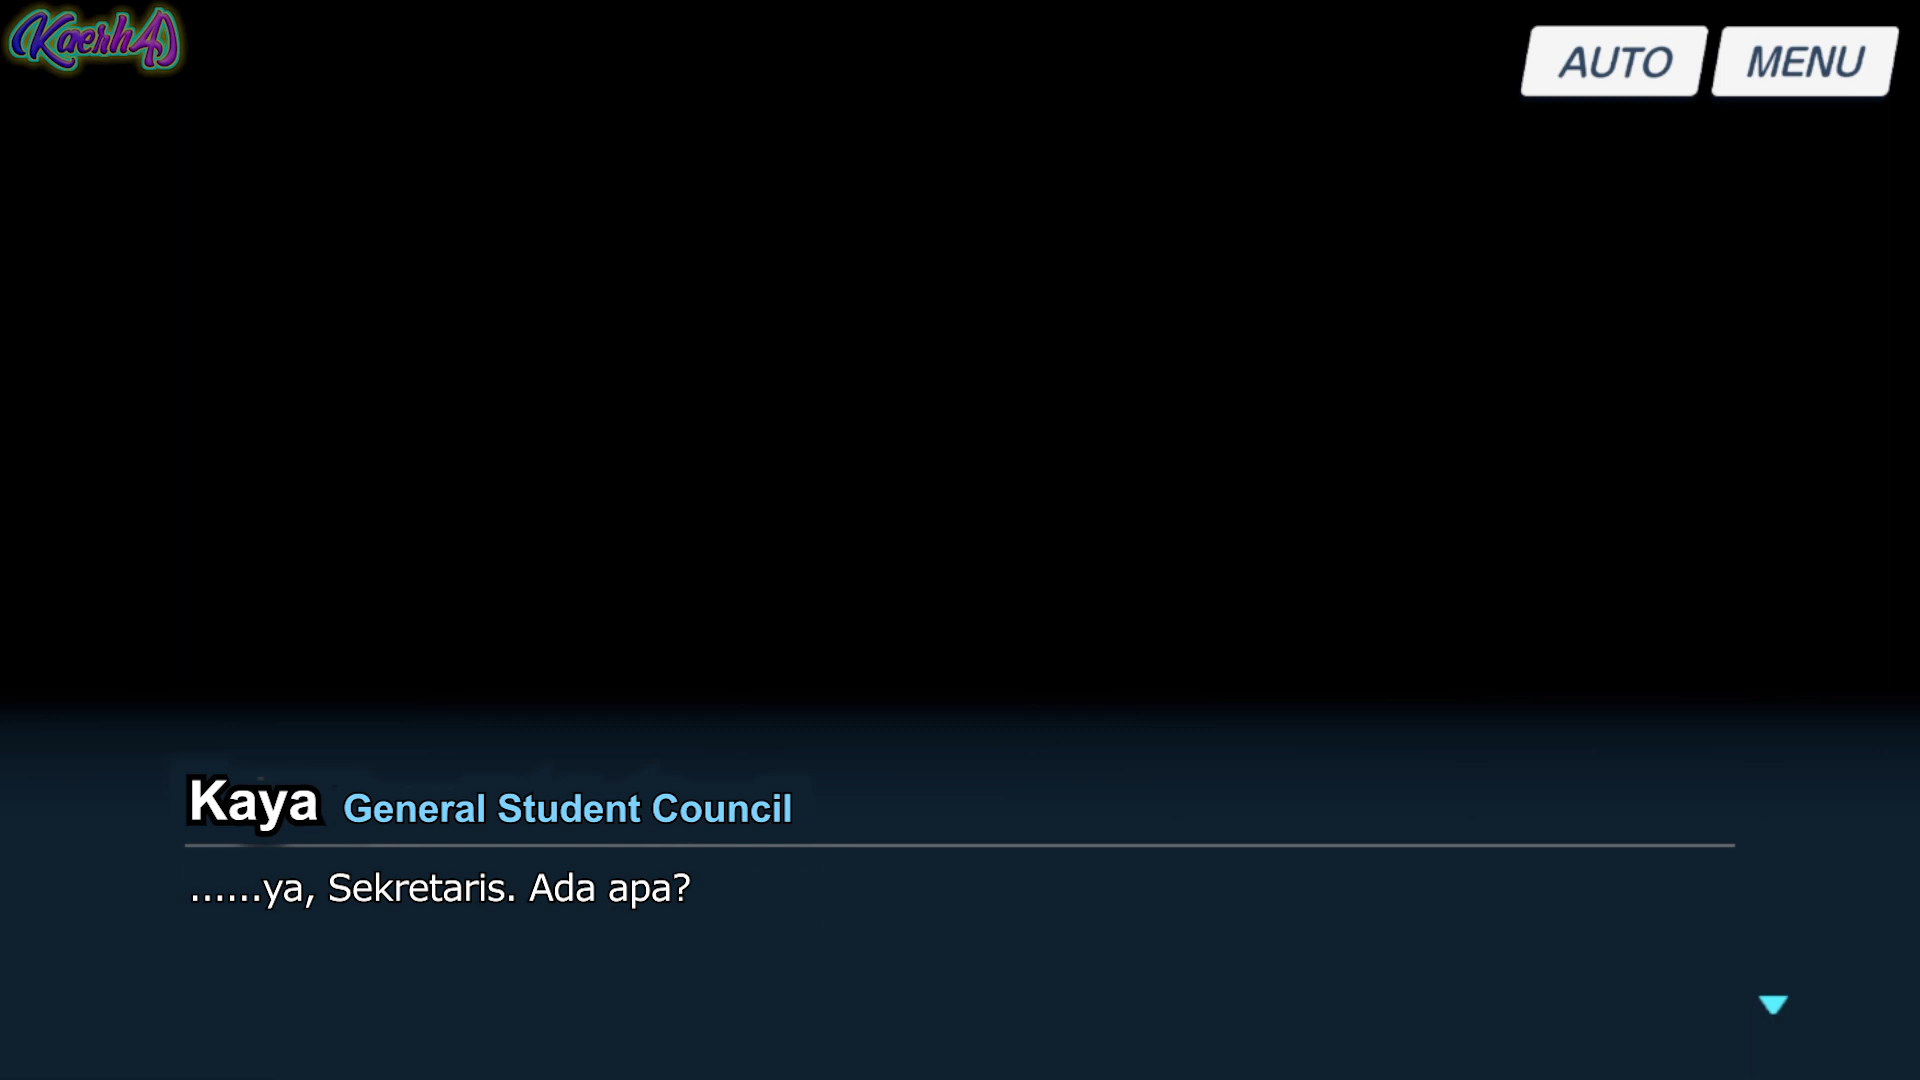 Kaerh4
AUTO MENU
Kaya General Student Council
......ya, Sekretaris. Ada apa?